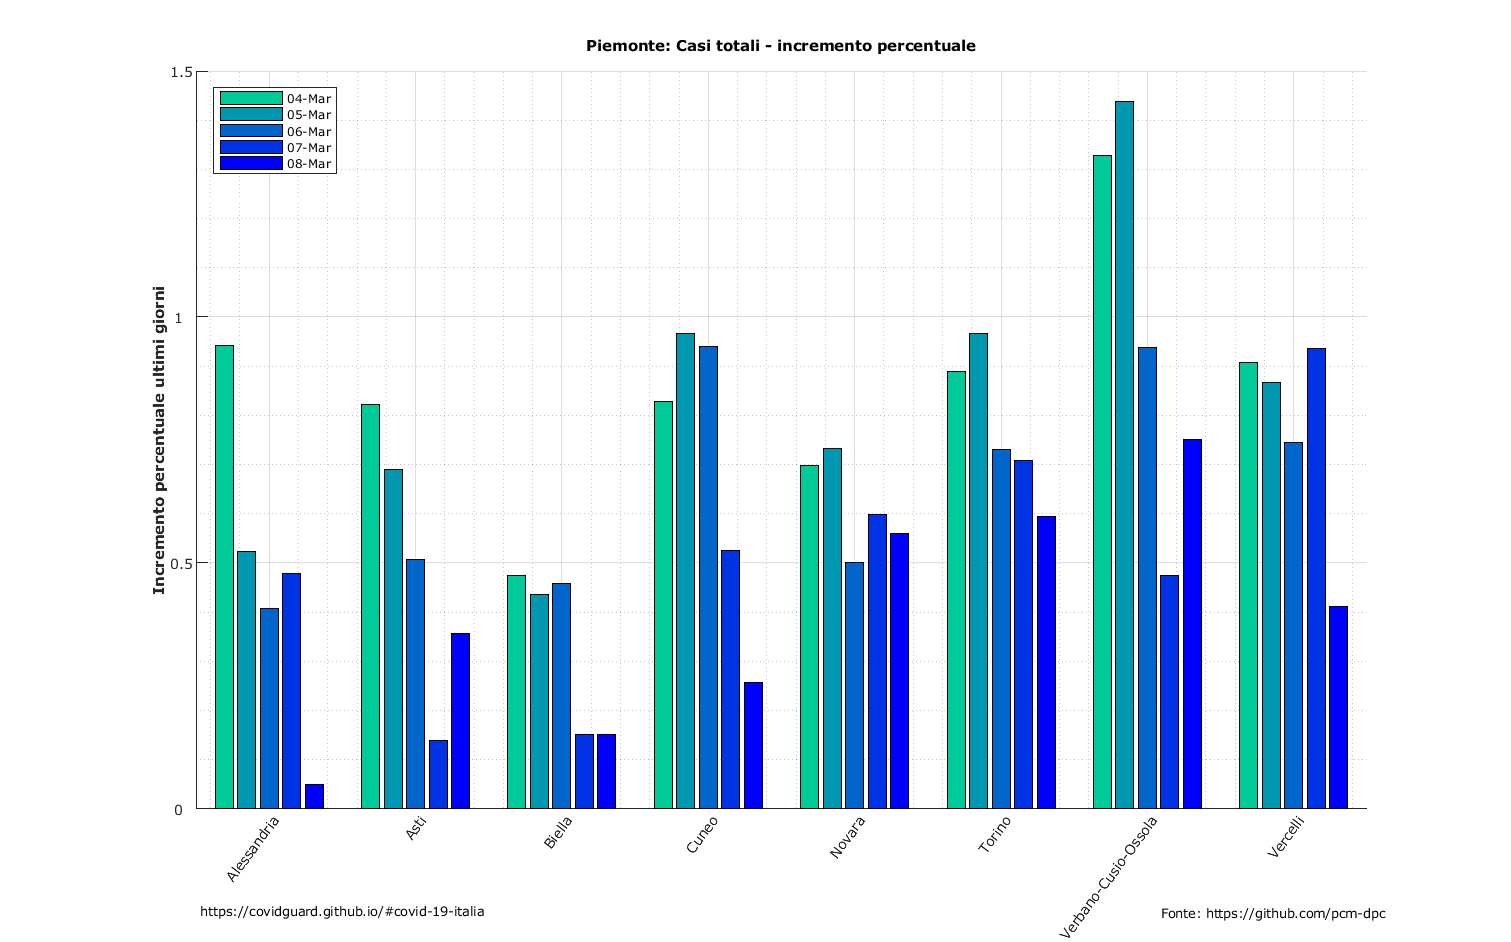 Piemonte: Casi totali - incremento percentuale
1.5
04-Mar
05-Mar
06-Mar
07-Mar
08-Mar
Incremento percentuale ultimi giorni
1
0.5
0
Alessandria
Asti
Biella
Cuneo
Novara
Torino
Verbano-Cusio-Ossola
Vercelli
https://covidguard.github.io/#covid-19-italia
Fonte: https://github.com/pcm-dpc